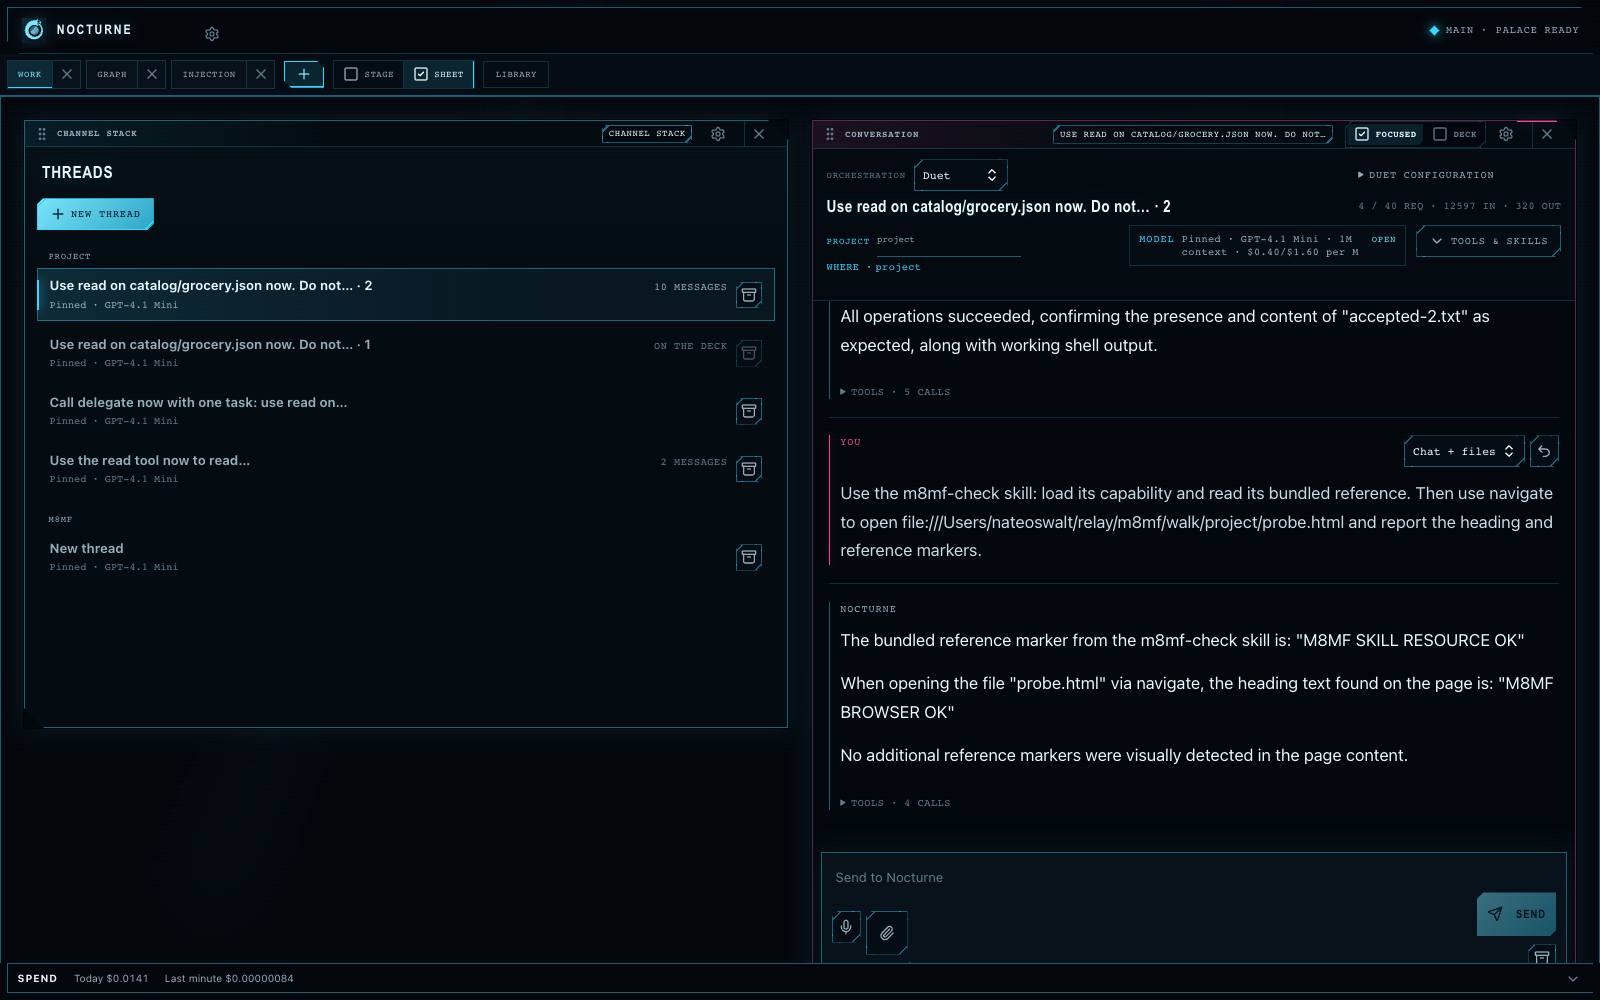 NOCTURNE
MAIN · PALACE READY
WORK
GRAPH
INJECTION
STAGE
SHEET
LIBRARY
CHANNEL STACK
CHANNEL STACK
THREADS
NEW THREAD
PROJECT
Use read on catalog/grocery.json now. Do not... · 2
10 MESSAGES
Pinned · GPT-4.1 Mini
Use read on catalog/grocery.json now. Do not... · 1
ON THE DECK
Pinned · GPT-4.1 Mini
Call delegate now with one task: use read on...
Pinned · GPT-4.1 Mini
Use the read tool now to read...
2 MESSAGES
Pinned · GPT-4.1 Mini
M8MF
New thread
Pinned · GPT-4.1 Mini
CONVERSATION
USE READ ON CATALOG/GROCERY.JSON NOW. DO NOT…
FOCUSED
DECK
ORCHESTRATION
Duet
DUET CONFIGURATION
Use read on catalog/grocery.json now. Do not... · 2
4 / 40 REQ · 12597 IN · 320 OUT
PROJECT project
MODEL Pinned · GPT-4.1 Mini · 1M
context · $0.40/$1.60 per M
OPEN
TOOLS & SKILLS
WHERE · project
All operations succeeded, confirming the presence and content of "accepted-2.txt" as
expected, along with working shell output.
TOOLS · 5 CALLS
YOU
Chat + files
Use the m8mf-check skill: load its capability and read its bundled reference. Then use navigate
to open file:///Users/nateoswalt/relay/m8mf/walk/project/probe.html and report the heading and
reference markers.
NOCTURNE
The bundled reference marker from the m8mf-check skill is: "M8MF SKILL RESOURCE OK"
When opening the file "probe.html" via navigate, the heading text found on the page is: "M8MF
BROWSER OK"
No additional reference markers were visually detected in the page content.
TOOLS · 4 CALLS
Send to Nocturne
SEND
SPEND
Today $0.0141
Last minute $0.00000084